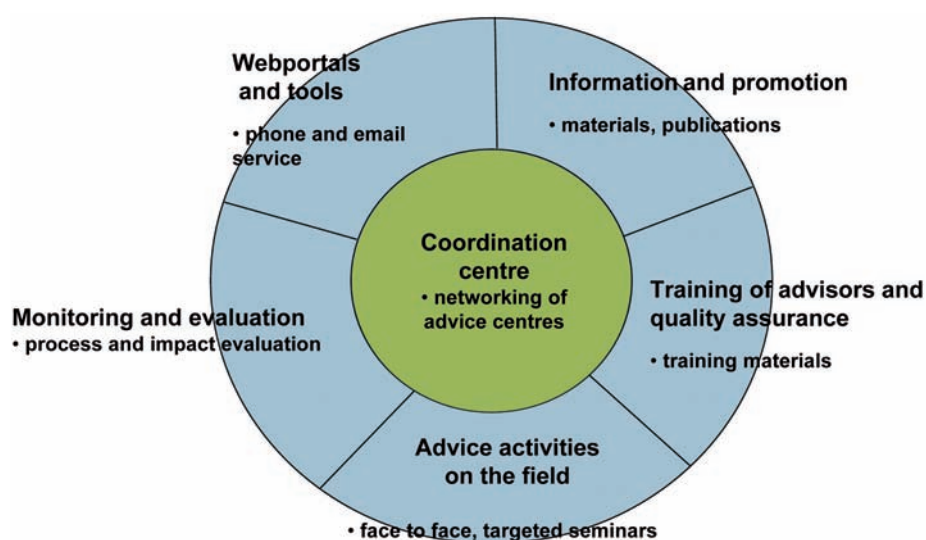 Webportals
and tools
• phone and email
service
Information and promotion
• materials, publications
Coordination
centre
• networking of
advice centres
Training of advisors and
quality assurance
• training materials
Monitoring and evaluation
• process and impact evaluation
Advice activities
on the field
• face to face, targeted seminars